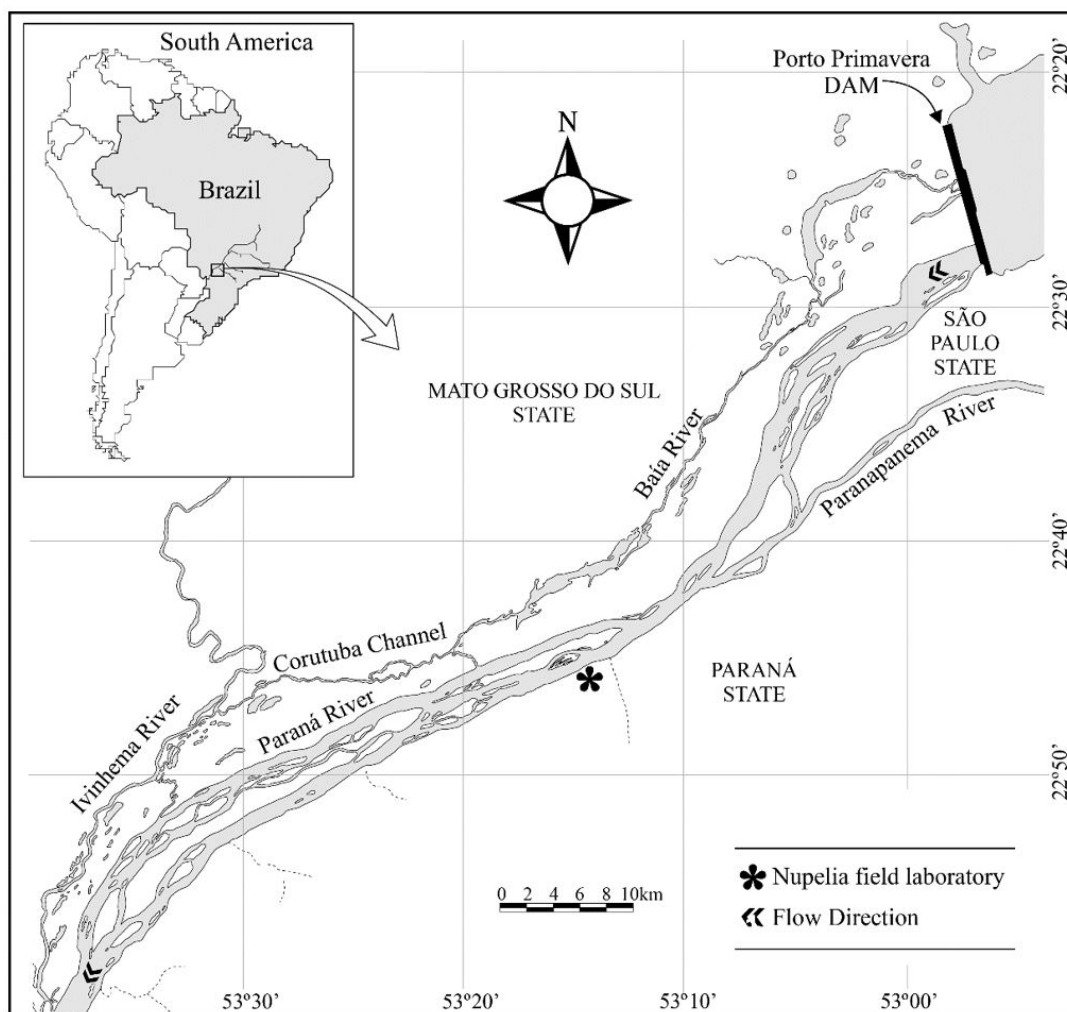 South America
Brazil
N
Porto Primavera
DAM
22°20’
22°30’
22°40’
22°50’
SÃO
PAULO
STATE
MATO GROSSO DO SUL
STATE
Baía River
Paranapanema River
Corutuba Channel
Paraná River
Ivinhema River
PARANÁ
STATE
0 2 4 6 8 10km
Nupelia field laboratory
Flow Direction
53°30’ 53°20’ 53°10’ 53°00’